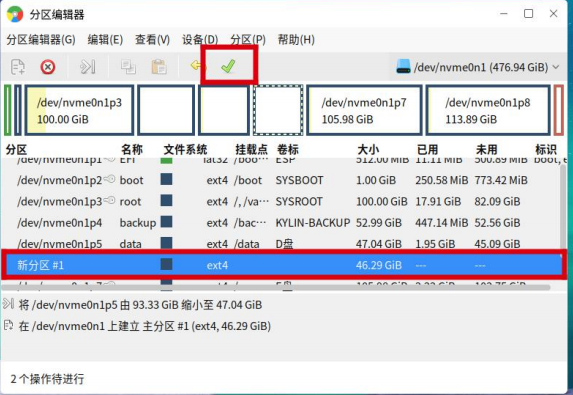 分区编辑器
分区编辑器(G) 编辑(E) 查看(V) 设备(D) 分区(P) 帮助(H)
/dev/nvme0n1 (476.94 GiB)
/dev/nvme0n1p3 /dev/nvme0n1p7 /dev/nvme0n1p8
100.00 GiB 105.98 GiB 113.89 GiB
分区 名称 文件系统 挂载点 卷标 大小 已用 未用 标识
/dev/nvme0n1p1 EFI fat32 /boo… ESP 512.00 MiB 11.11 MiB 500.89 MiB boot, e
/dev/nvme0n1p2 boot ext4 /boot SYSBOOT 1.00 GiB 250.58 MiB 773.42 MiB
/dev/nvme0n1p3 root ext4 /, /va… SYSROOT 100.00 GiB 17.91 GiB 82.09 GiB
/dev/nvme0n1p4 backup ext4 /bac… KYLIN-BACKUP 52.99 GiB 447.14 MiB 52.56 GiB
/dev/nvme0n1p5 data ext4 /data D盘 47.04 GiB 1.95 GiB 45.09 GiB
新分区 #1 ext4 46.29 GiB --- ---
将 /dev/nvme0n1p5 由 93.33 GiB 缩小至 47.04 GiB
在 /dev/nvme0n1 上建立 主分区 #1 (ext4, 46.29 GiB)
2 个操作待进行